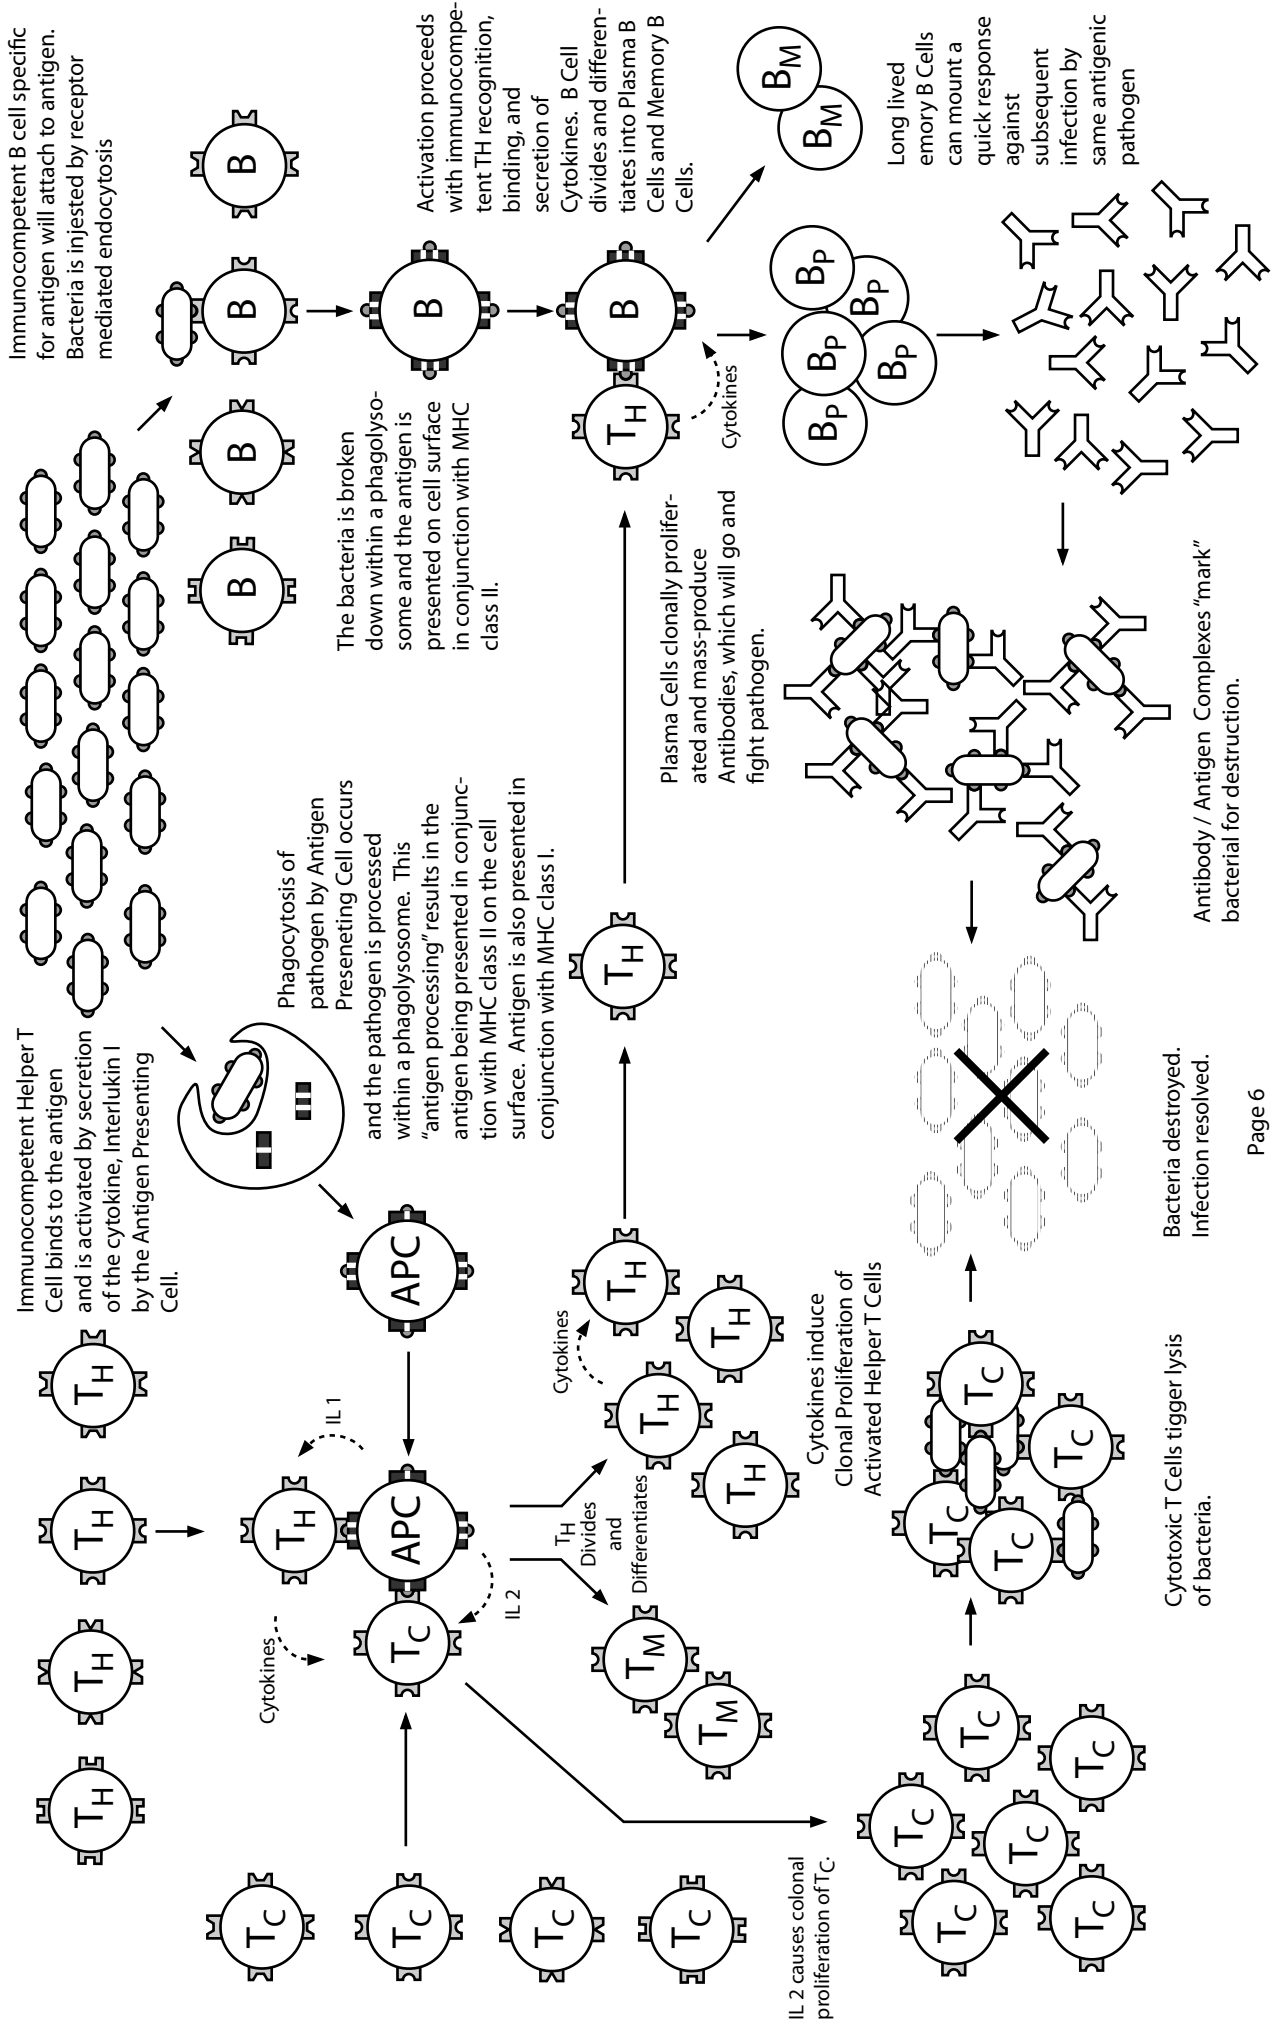 TH
TH
TH
TH
Immunocompetent Helper T
Cell binds to the antigen
and is activated by secretion
of the cytokine, Interlukin I
by the Antigen Presenting
Cell.
Immunocompetent B cell specific
for antigen will attach to antigen.
Bacteria is injested by receptor
mediated endocytosis
B
B
B
B
TC
TC
TC
TC
Cytokines
TH
IL 1
TC
APC
APC
IL 2
Phagocytosis of
pathogen by Antigen
Preseneting Cell occurs
and the pathogen is processed
within a phagolysosome. This
“antigen processing” results in the
antigen being presented in conjunc-
tion with MHC class II on the cell
surface. Antigen is also presented in
conjunction with MHC class I.
The bacteria is broken
down within a phagolyso-
some and the antigen is
presented on cell surface
in conjunction with MHC
class II.
B
Activation proceeds
with immunocompe-
tent TH recognition,
binding, and
secretion of
Cytokines. B Cell
divides and differen-
tiates into Plasma B
Cells and Memory B
Cells.
TH
Divides
and
Differentiates
TM
TM
Cytokines
TH
TH
TH
TH
TH
TH
B
Cytokines
Cytokines induce
Clonal Proliferation of
Activated Helper T Cells
Plasma Cells clonally prolifer-
ated and mass-produce
Antibodies, which will go and
fight pathogen.
BP
BP
BP
BP
BP
BM
BM
Long lived
emory B Cells
can mount a
quick response
against
subsequent
infection by
same antigenic
pathogen
IL 2 causes colonal
proliferation of TC.
TC
TC
TC
TC
TC
TC
TC
TC
TC
TC
Cytotoxic T Cells tigger lysis
of bacteria.
Bacteria destroyed.
Infection resolved.
Antibody / Antigen Complexes “mark”
bacterial for destruction.
Page 6